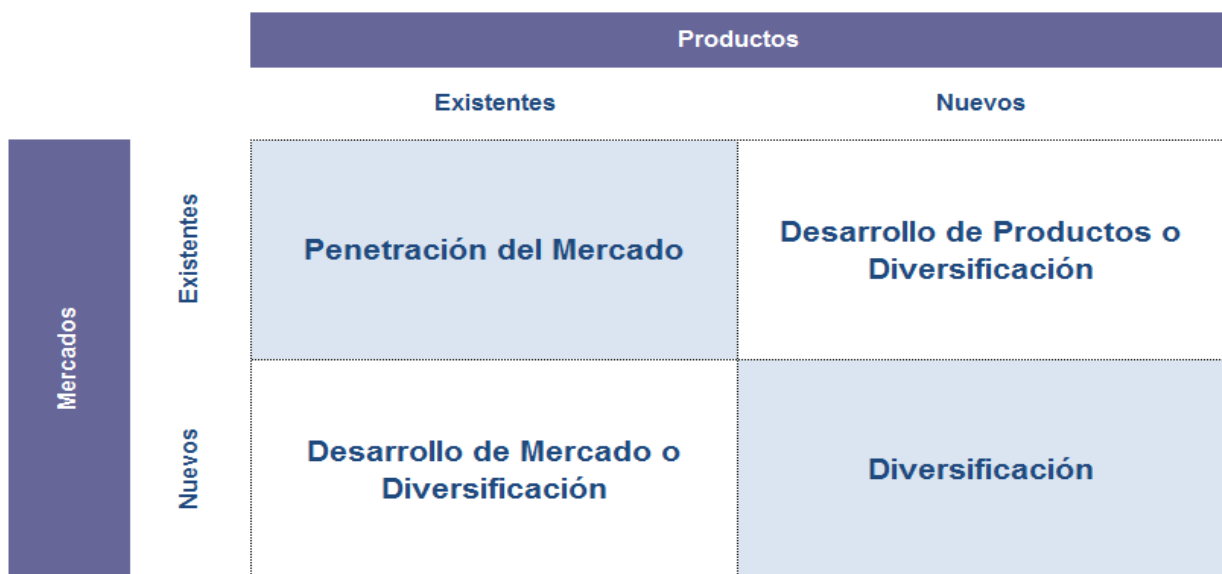 Productos
Existentes
Nuevos
Mercados
Existentes
Penetración del Mercado
Desarrollo de Productos o
Diversificación
Nuevos
Desarrollo de Mercado o
Diversificación
Diversificación